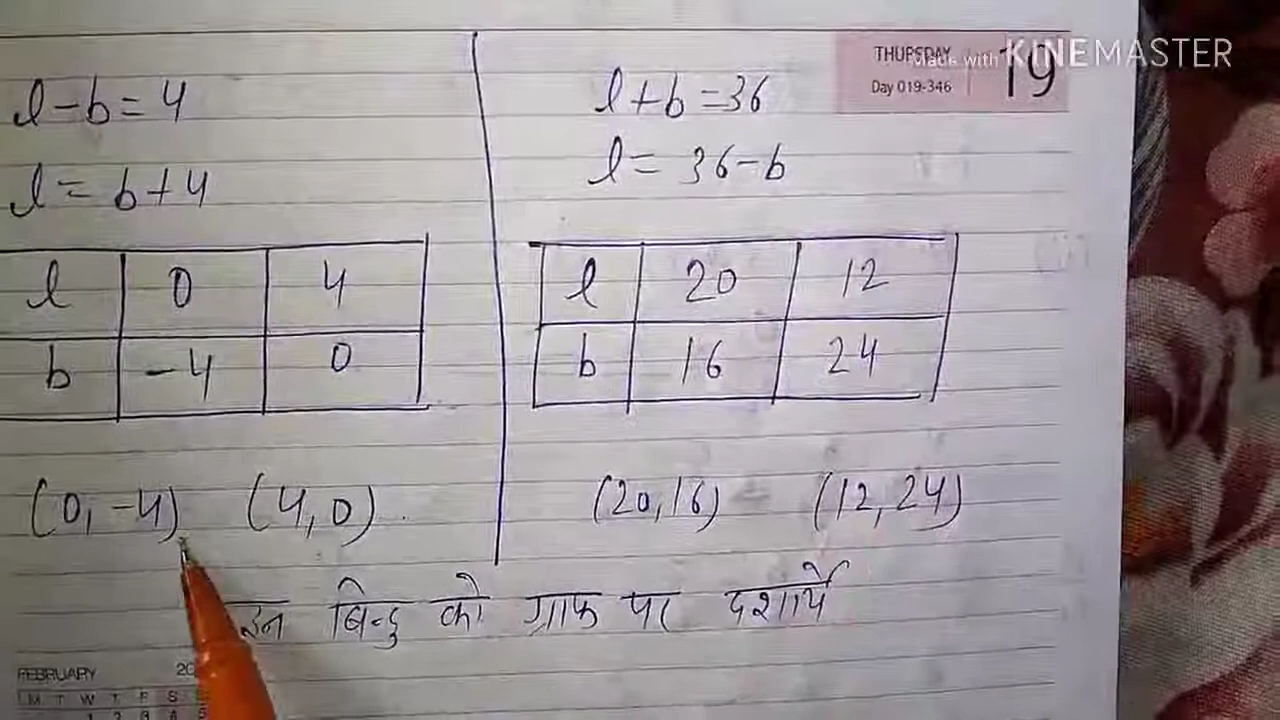 THURSDAY
Day 019-346
19
Made with KINEMASTER
l - b = 4
l = b + 4
l 0 4
b -4 0
(0, -4) (4, 0)
l + b = 36
l = 36 - b
l 20 12
b 16 24
(20, 16) (12, 24)
इन बिन्दु को ग्राफ पर दर्शाये
FEBRUARY 20
M T W T F S S